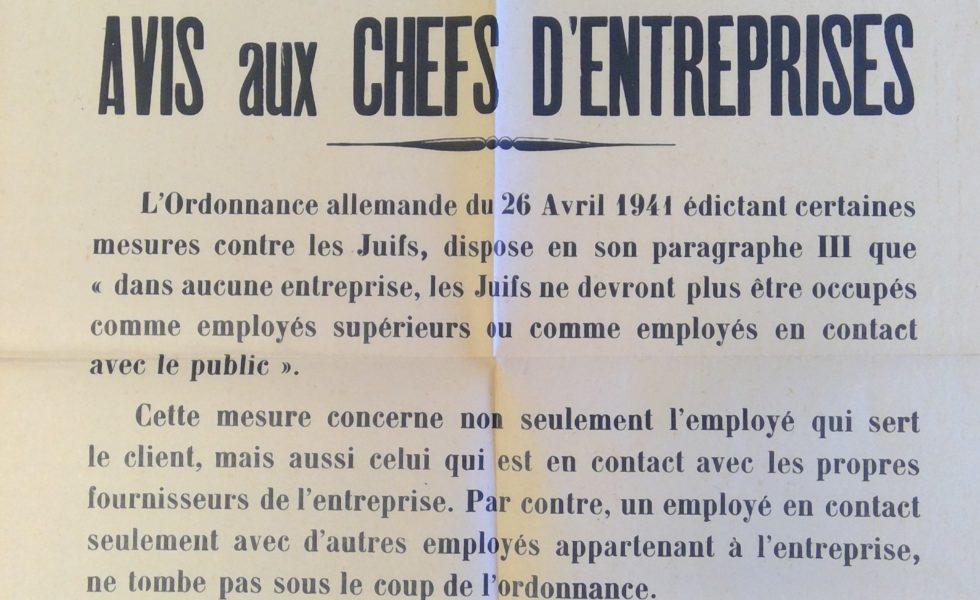 AVIS aux CHEFS D'ENTREPRISES
L'Ordonnance allemande du 26 Avril 1941 édictant certaines
mesures contre les Juifs, dispose en son paragraphe III que
« dans aucune entreprise, les Juifs ne devront plus être occupés
comme employés supérieurs ou comme employés en contact
avec le public ».
Cette mesure concerne non seulement l'employé qui sert
le client, mais aussi celui qui est en contact avec les propres
fournisseurs de l'entreprise. Par contre, un employé en contact
seulement avec d'autres employés appartenant à l'entreprise,
ne tombe pas sous le coup de l'ordonnance.